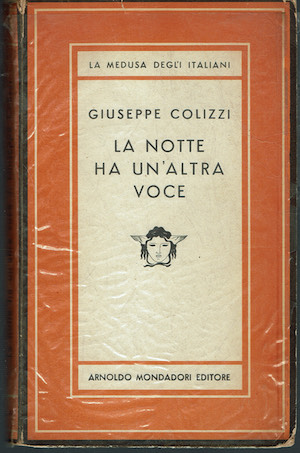 LA MEDUSA DEGL'I ITALIANI
GIUSEPPE COLIZZI
LA NOTTE
HA UN'ALTRA
VOCE
ARNOLDO MONDADORI EDITORE